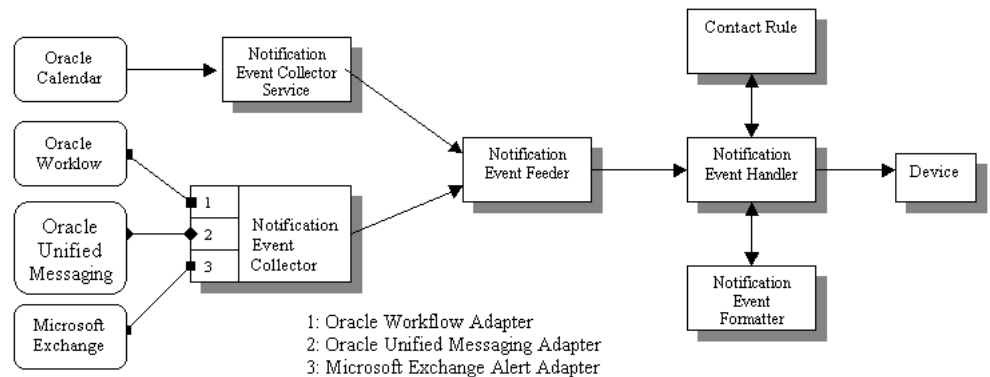 Oracle
Calendar
Notification
Event Collector
Service
Contact Rule
Oracle
Worklow
Notification
Event Feeder
Notification
Event Handler
Device
Oracle
Unified
Messaging
1
2
3
Notification
Event
Collector
Microsoft
Exchange
Notification
Event
Formatter
1: Oracle Workflow Adapter
2: Oracle Unified Messaging Adapter
3: Microsoft Exchange Alert Adapter